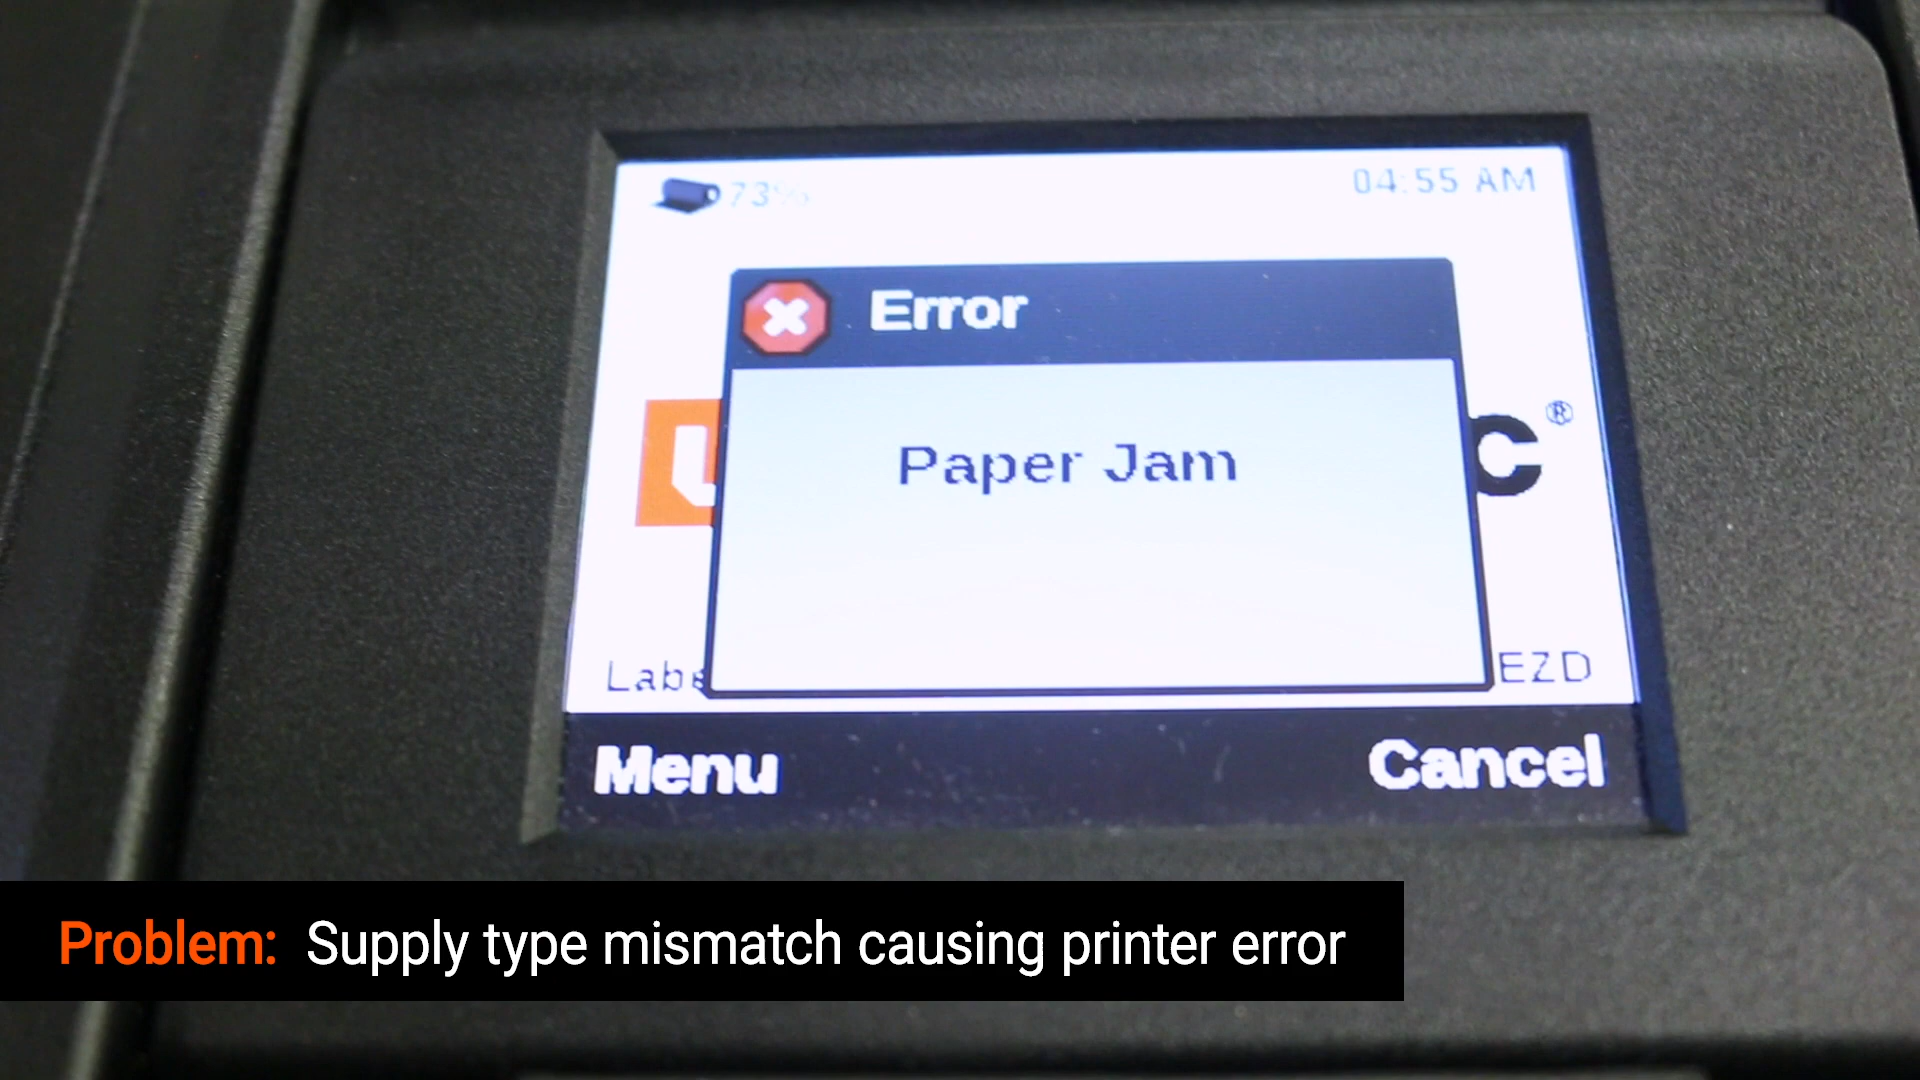 73%
04:55 AM
Error
Paper Jam
C®
EZD
Menu
Cancel
Problem: Supply type mismatch causing printer error